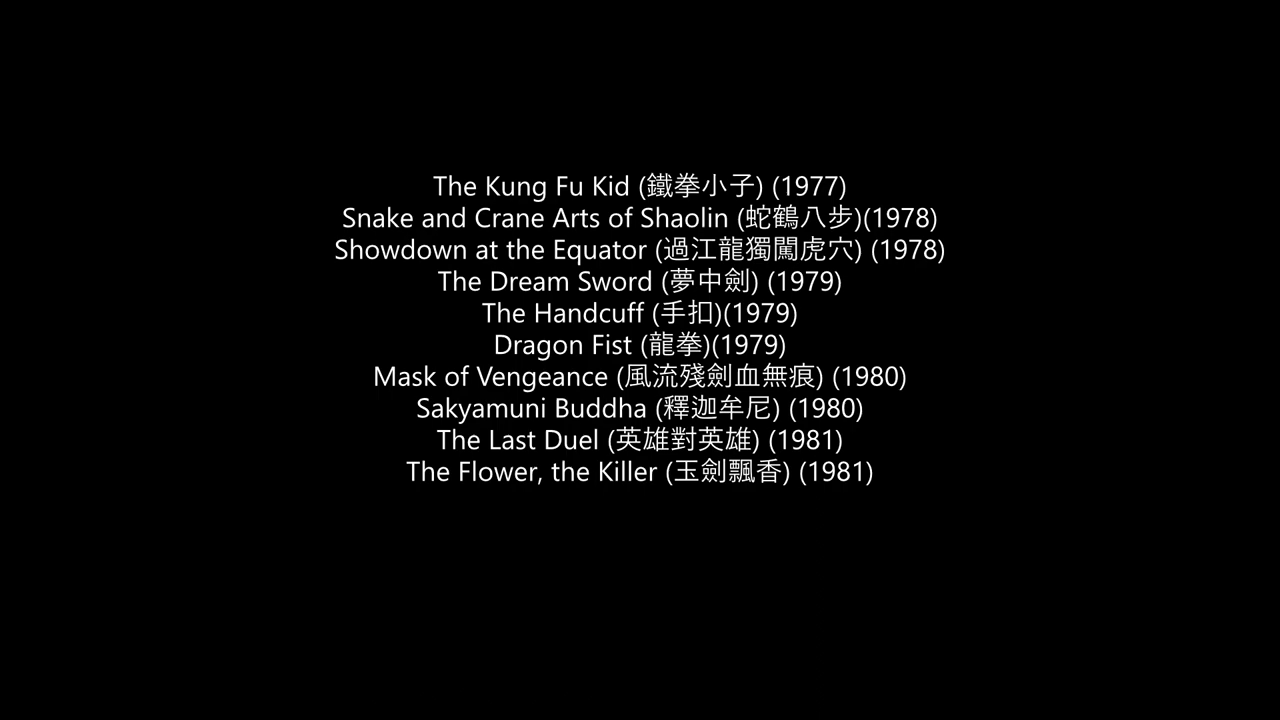 The Kung Fu Kid (鐵拳小子) (1977)
Snake and Crane Arts of Shaolin (蛇鶴八步)(1978)
Showdown at the Equator (過江龍獨闖虎穴) (1978)
The Dream Sword (夢中劍) (1979)
The Handcuff (手扣)(1979)
Dragon Fist (龍拳)(1979)
Mask of Vengeance (風流殘劍血無痕) (1980)
Sakyamuni Buddha (釋迦牟尼) (1980)
The Last Duel (英雄對英雄) (1981)
The Flower, the Killer (玉劍飄香) (1981)